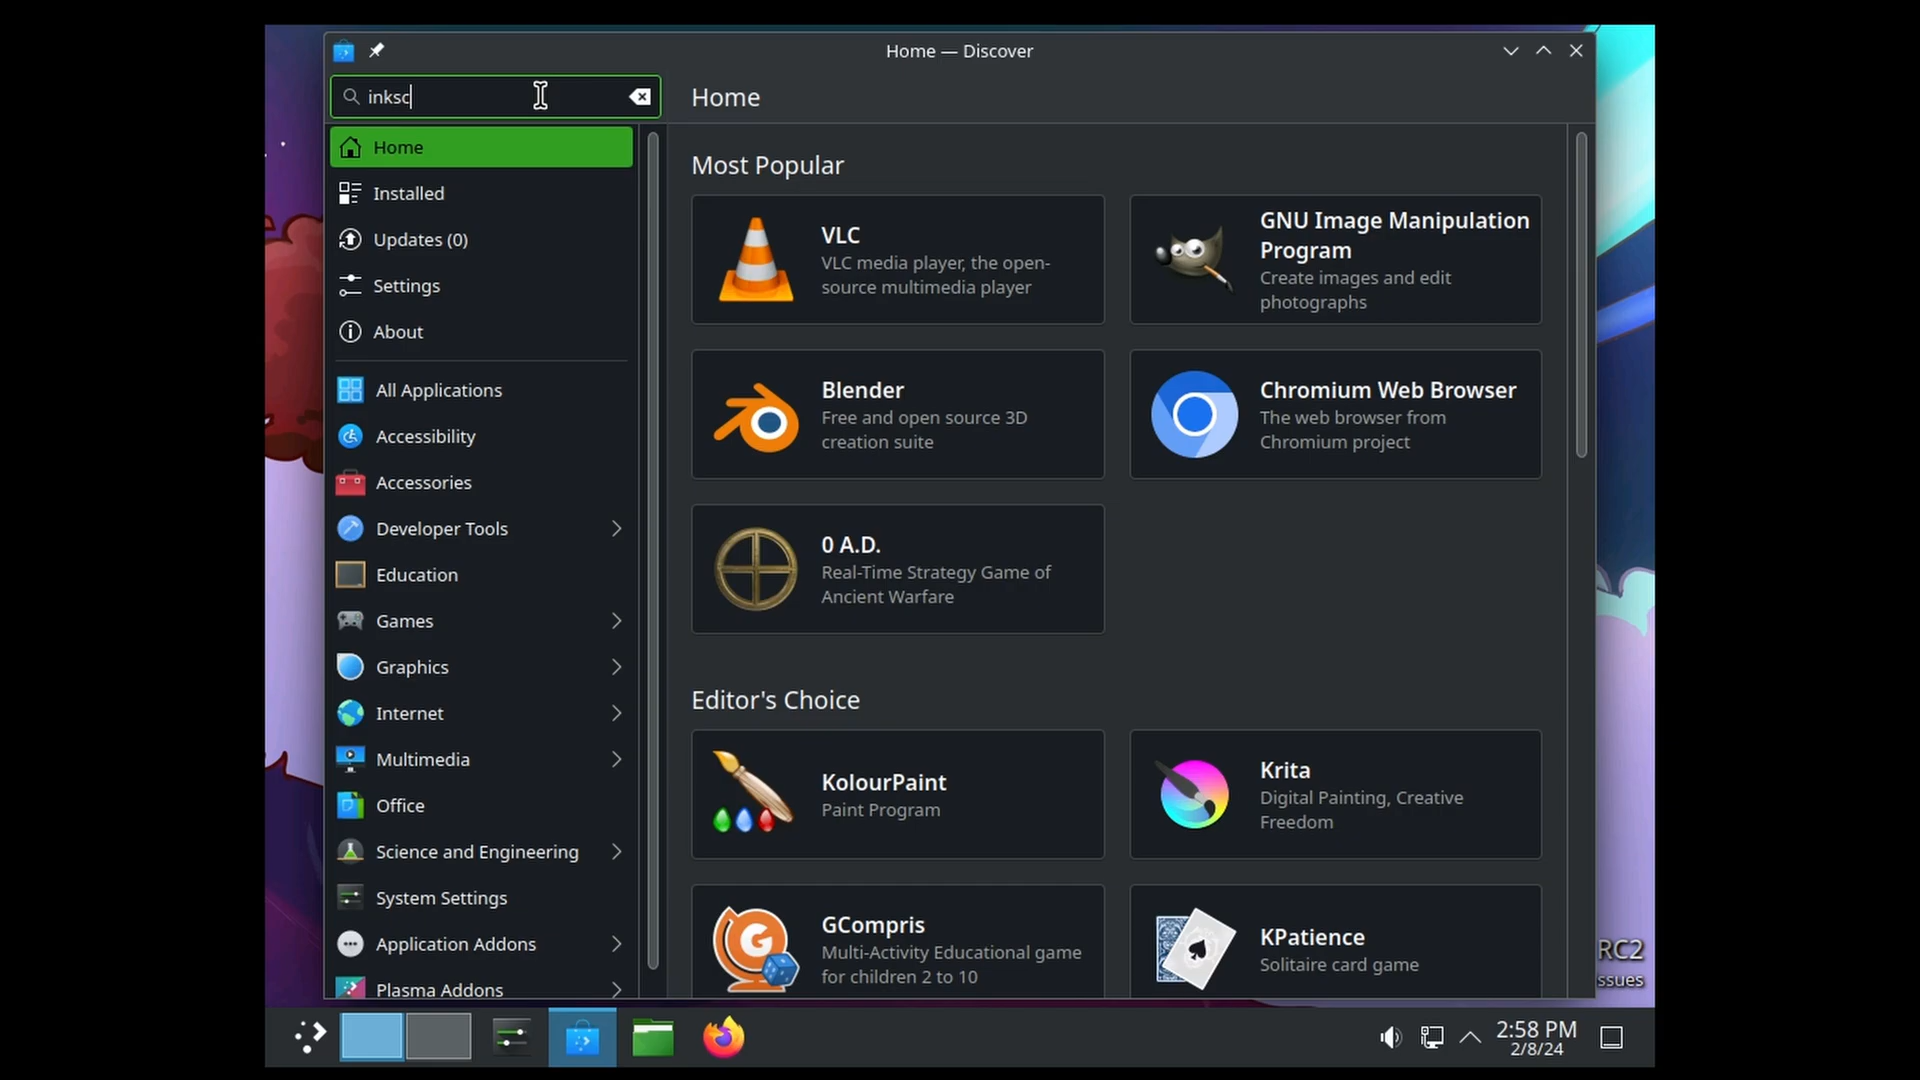 Home — Discover
inksc
Home
Home
Installed
Updates (0)
Settings
About
All Applications
Accessibility
Accessories
Developer Tools
Education
Games
Graphics
Internet
Multimedia
Office
Science and Engineering
System Settings
Application Addons
Plasma Addons
Most Popular
VLC
VLC media player, the open-
source multimedia player
GNU Image Manipulation
Program
Create images and edit
photographs
Blender
Free and open source 3D
creation suite
Chromium Web Browser
The web browser from
Chromium project
0 A.D.
Real-Time Strategy Game of
Ancient Warfare
Editor's Choice
KolourPaint
Paint Program
Krita
Digital Painting, Creative
Freedom
GCompris
Multi-Activity Educational game
for children 2 to 10
KPatience
Solitaire card game
RC2
ssues
2:58 PM
2/8/24